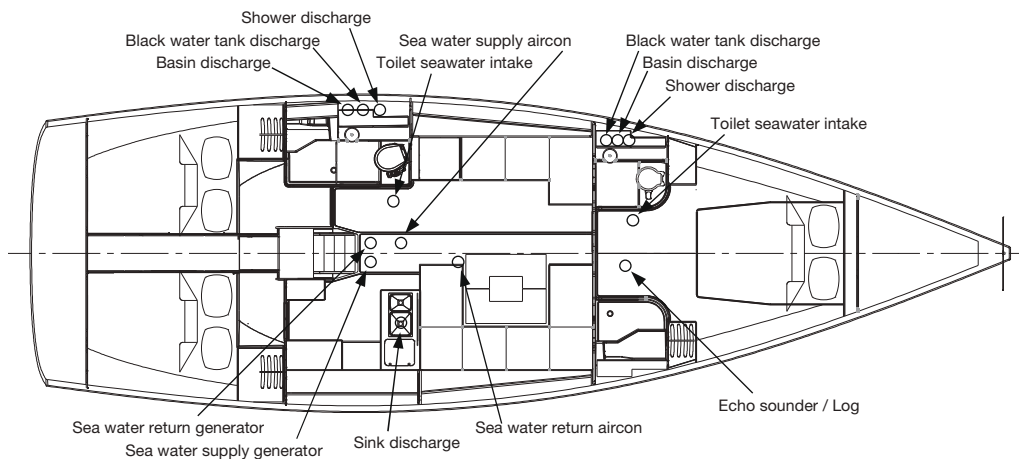 Shower discharge
Black water tank discharge
Basin discharge
Sea water supply aircon
Toilet seawater intake
Black water tank discharge
Basin discharge
Shower discharge
Toilet seawater intake
Echo sounder / Log
Sea water return generator
Sea water supply generator
Sink discharge
Sea water return aircon